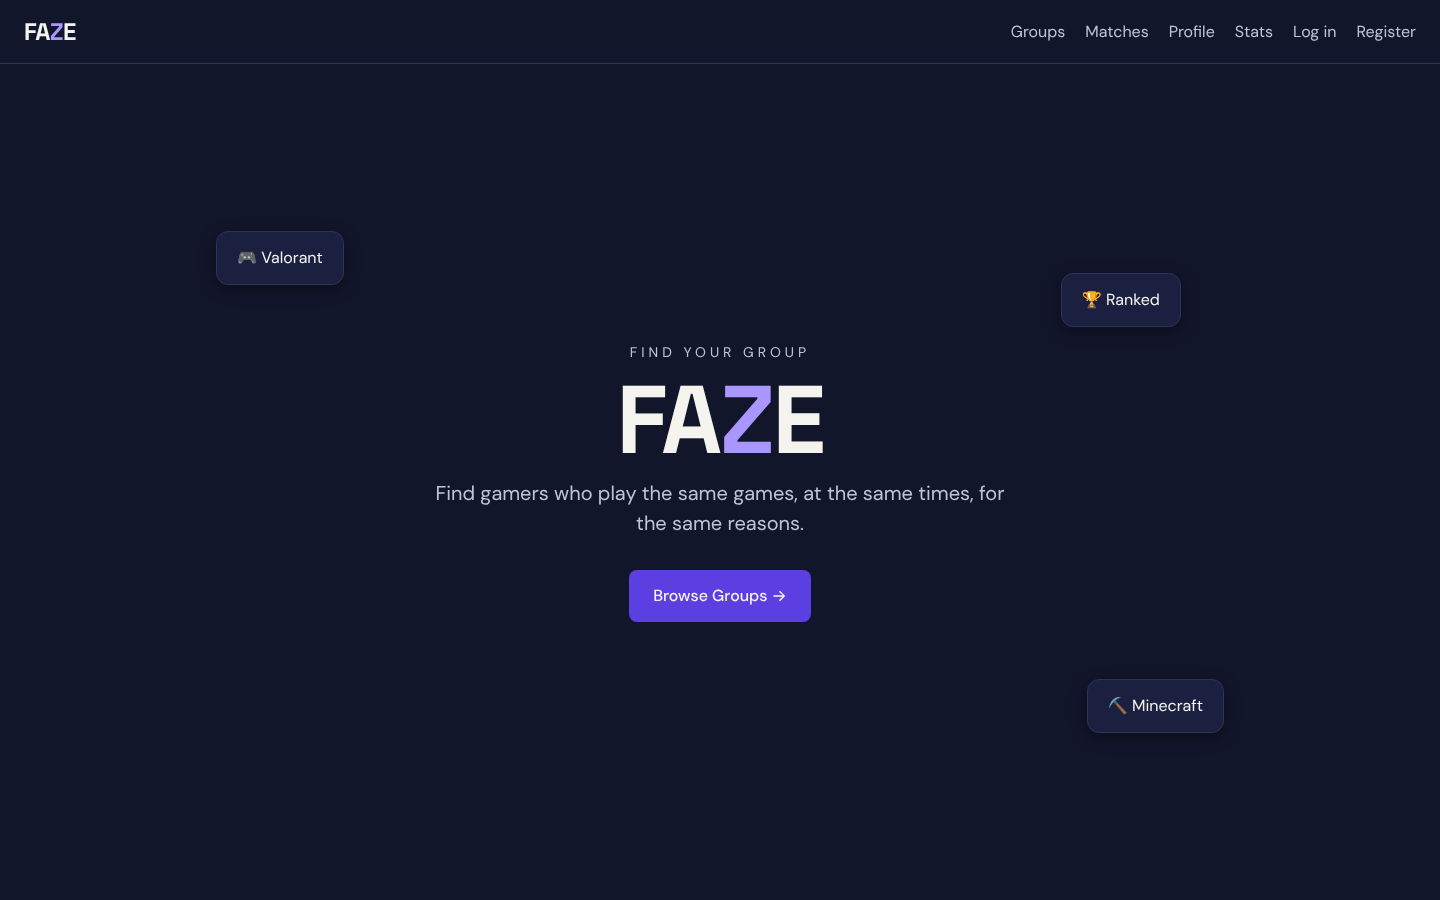 FAZE
Groups Matches Profile Stats Log in Register
🎮 Valorant
🏆 Ranked
FIND YOUR GROUP
FAZE
Find gamers who play the same games, at the same times, for
the same reasons.
Browse Groups →
⛏️ Minecraft